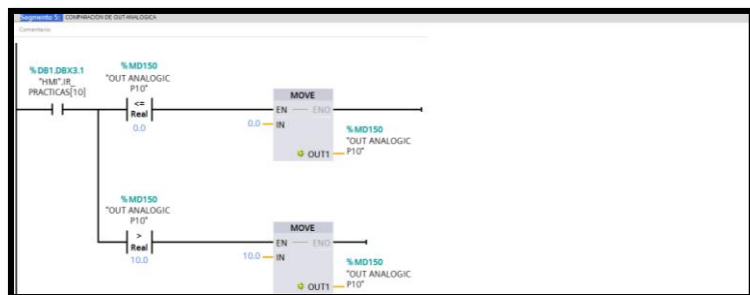 Segmento 5: COMPARACION DE OUT ANALOGICA
Comentario
%DB1.DBX3.1
"HMI".IR_
PRACTICAS[10]
%MD150
"OUT ANALOGIC
P10"
<=
Real
0.0
MOVE
EN ENO
0.0 IN
%MD150
"OUT ANALOGIC
OUT1 P10"
%MD150
"OUT ANALOGIC
P10"
>
Real
10.0
MOVE
EN ENO
10.0 IN
%MD150
"OUT ANALOGIC
OUT1 P10"